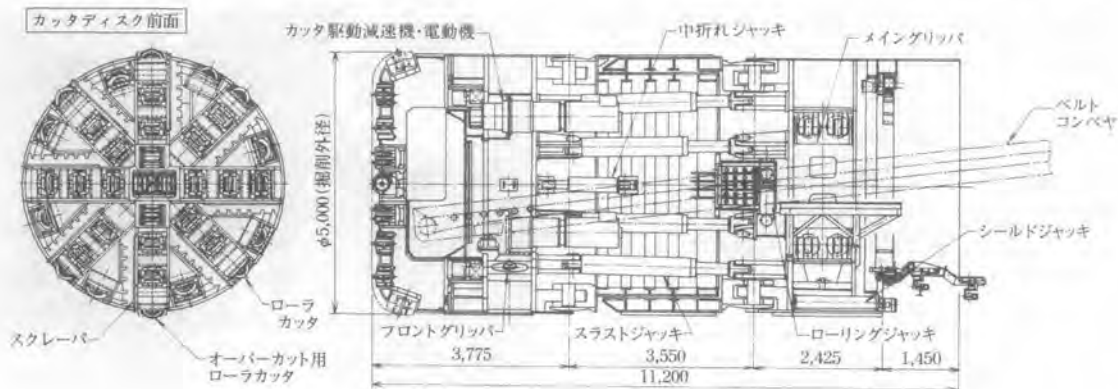 カッタディスク前面
カッタ駆動減速機・電動機
中折れジャッキ
メイングリッパ
ベルト
コンベヤ
φ5,000(掘削外径)
シールドジャッキ
ローラ
カッタ
スクレーパ
オーバーカット用
ローラカッタ
フロントグリッパ
スラストジャッキ
ローリングジャッキ
3,775
3,550
2,425
1,450
11,200